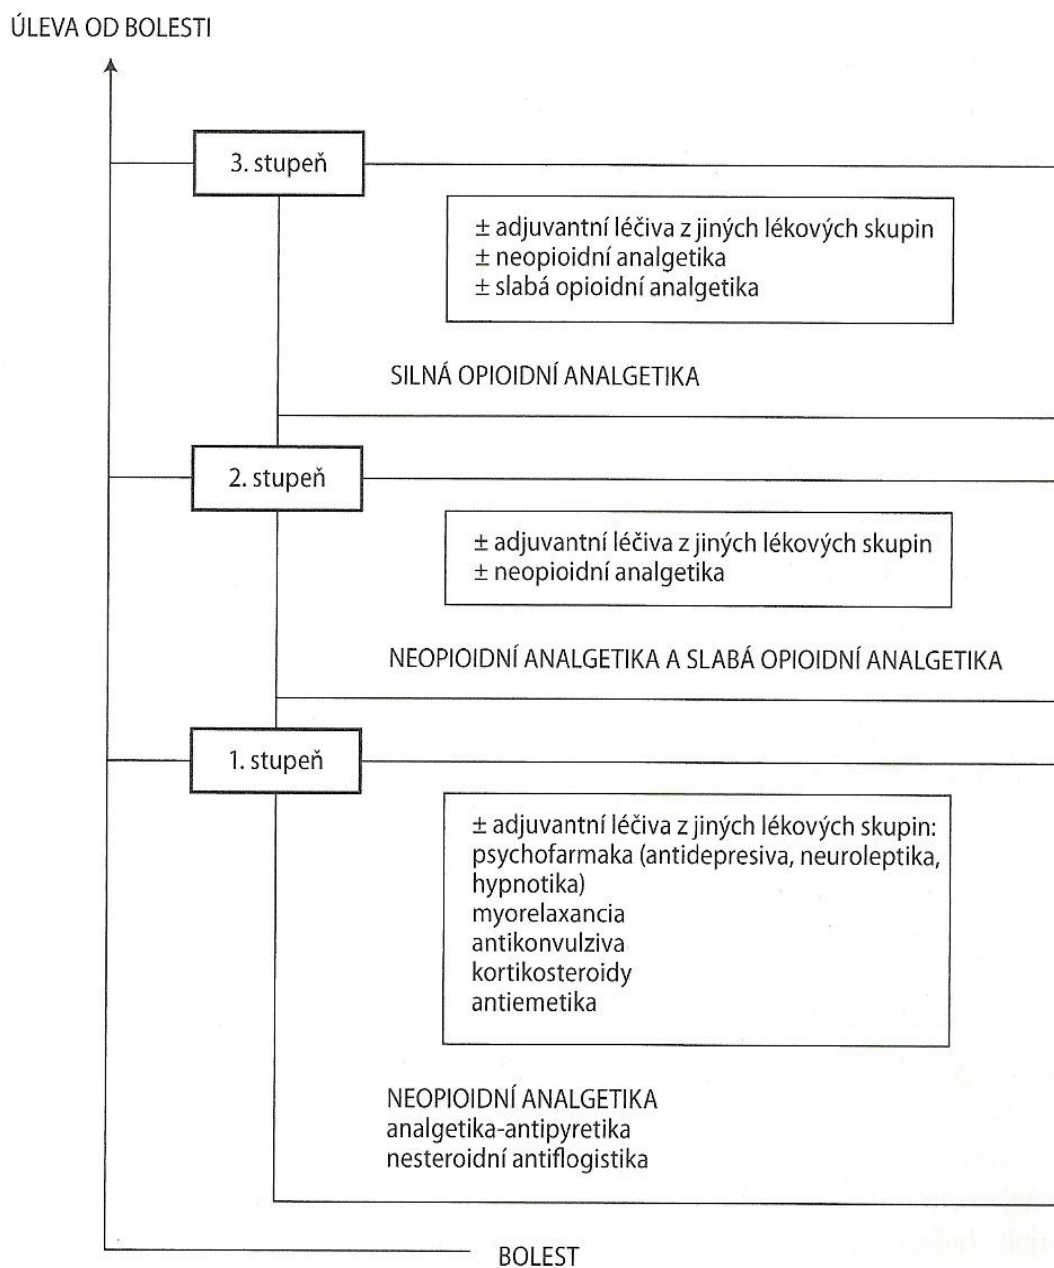 ÚLEVA OD BOLESTI
3. stupeň
± adjuvantní léčiva z jiných lékových skupin
± neopioidní analgetika
± slabá opioidní analgetika
SILNÁ OPIOIDNÍ ANALGETIKA
2. stupeň
± adjuvantní léčiva z jiných lékových skupin
± neopioidní analgetika
NEOPIOIDNÍ ANALGETIKA A SLABÁ OPIOIDNÍ ANALGETIKA
1. stupeň
± adjuvantní léčiva z jiných lékových skupin:
psychofarmaka (antidepresiva, neuroleptika,
hypnotika)
myorelaxancia
antikonvulziva
kortikosteroidy
antiemetika
NEOPIOIDNÍ ANALGETIKA
analgetika-antipyretika
nesteroidní antiflogistika
BOLEST